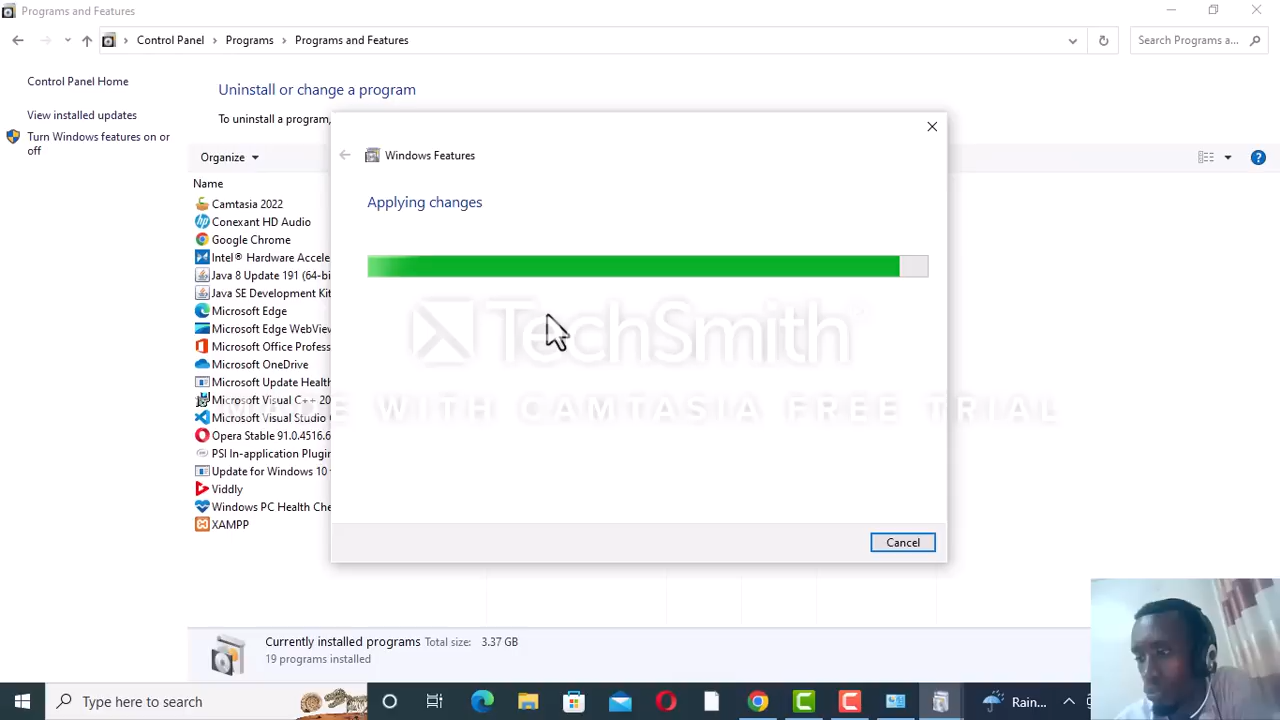 Programs and Features
Control Panel
Programs
Programs and Features
Search Programs a...
Control Panel Home
View installed updates
Turn Windows features on or
off
Uninstall or change a program
To uninstall a program,
Organize
Name
Camtasia 2022
Conexant HD Audio
Google Chrome
Intel® Hardware Accele
Java 8 Update 191 (64-bi
Java SE Development Kit
Microsoft Edge
Microsoft Edge WebView
Microsoft Office Profess
Microsoft OneDrive
Microsoft Update Health
Microsoft Visual C++ 20
Microsoft Visual Studio
Opera Stable 91.0.4516.6
PSI In-application Plugin
Update for Windows 10
Viddly
Windows PC Health Che
XAMPP
Windows Features
Applying changes
TechSmith
MADE WITH CAMTASIA FREE TRIAL
Cancel
Currently installed programs Total size: 3.37 GB
19 programs installed
Type here to search
Rain...